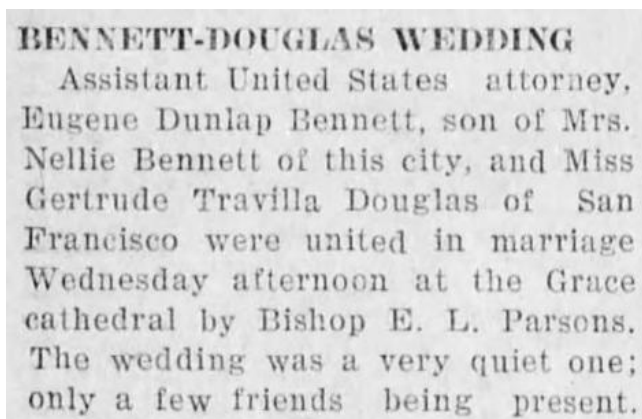 BENNETT-DOUGLAS WEDDING
Assistant United States attorney,
Eugene Dunlap Bennett, son of Mrs.
Nellie Bennett of this city, and Miss
Gertrude Travilla Douglas of San
Francisco were united in marriage
Wednesday afternoon at the Grace
cathedral by Bishop E. L. Parsons.
The wedding was a very quiet one;
only a few friends being present.